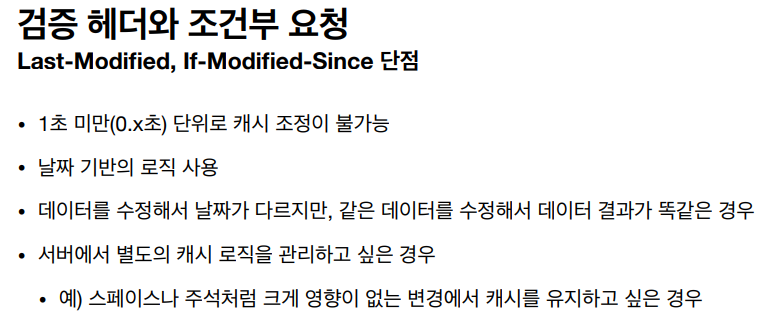 검증 헤더와 조건부 요청
Last-Modified, If-Modified-Since 단점
• 1초 미만(0.x초) 단위로 캐시 조정이 불가능
• 날짜 기반의 로직 사용
• 데이터를 수정해서 날짜가 다르지만, 같은 데이터를 수정해서 데이터 결과가 똑같은 경우
• 서버에서 별도의 캐시 로직을 관리하고 싶은 경우
• 예) 스페이스나 주석처럼 크게 영향이 없는 변경에서 캐시를 유지하고 싶은 경우